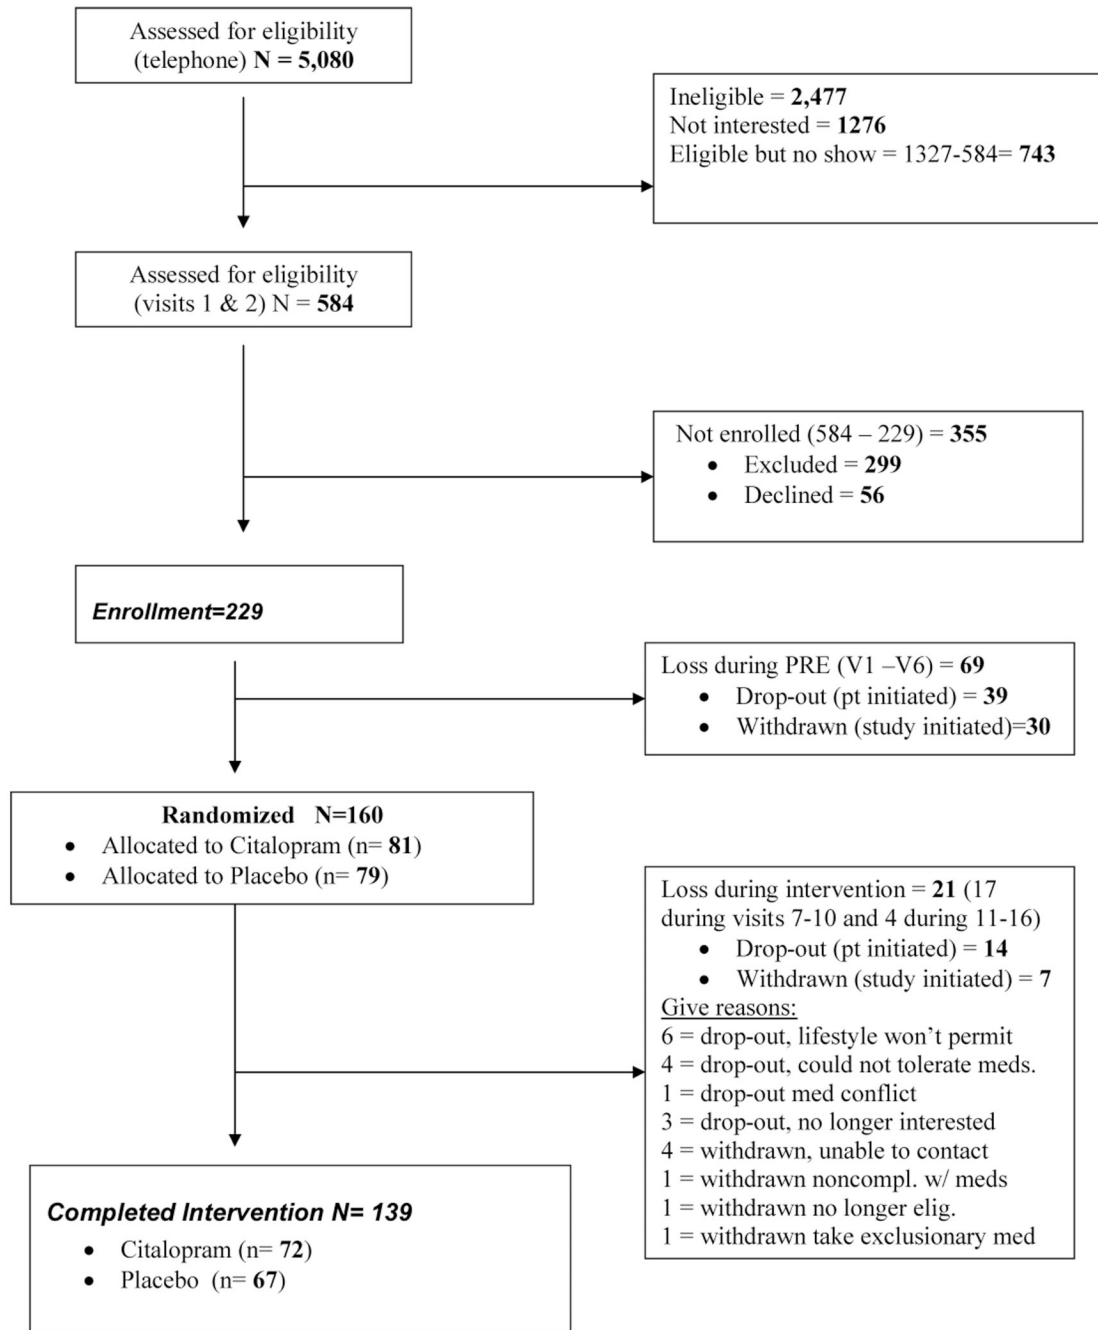 Assessed for eligibility
(telephone) N = 5,080
Ineligible = 2,477
Not interested = 1276
Eligible but no show = 1327-584= 743
Assessed for eligibility
(visits 1 & 2) N = 584
Not enrolled (584 – 229) = 355
• Excluded = 299
• Declined = 56
Enrollment=229
Loss during PRE (V1 –V6) = 69
• Drop-out (pt initiated) = 39
• Withdrawn (study initiated)=30
Randomized N=160
• Allocated to Citalopram (n= 81)
• Allocated to Placebo (n= 79)
Loss during intervention = 21 (17
during visits 7-10 and 4 during 11-16)
• Drop-out (pt initiated) = 14
• Withdrawn (study initiated) = 7
Give reasons:
6 = drop-out, lifestyle won’t permit
4 = drop-out, could not tolerate meds.
1 = drop-out med conflict
3 = drop-out, no longer interested
4 = withdrawn, unable to contact
1 = withdrawn noncompl. w/ meds
1 = withdrawn no longer elig.
1 = withdrawn take exclusionary med
Completed Intervention N= 139
• Citalopram (n= 72)
• Placebo (n= 67)